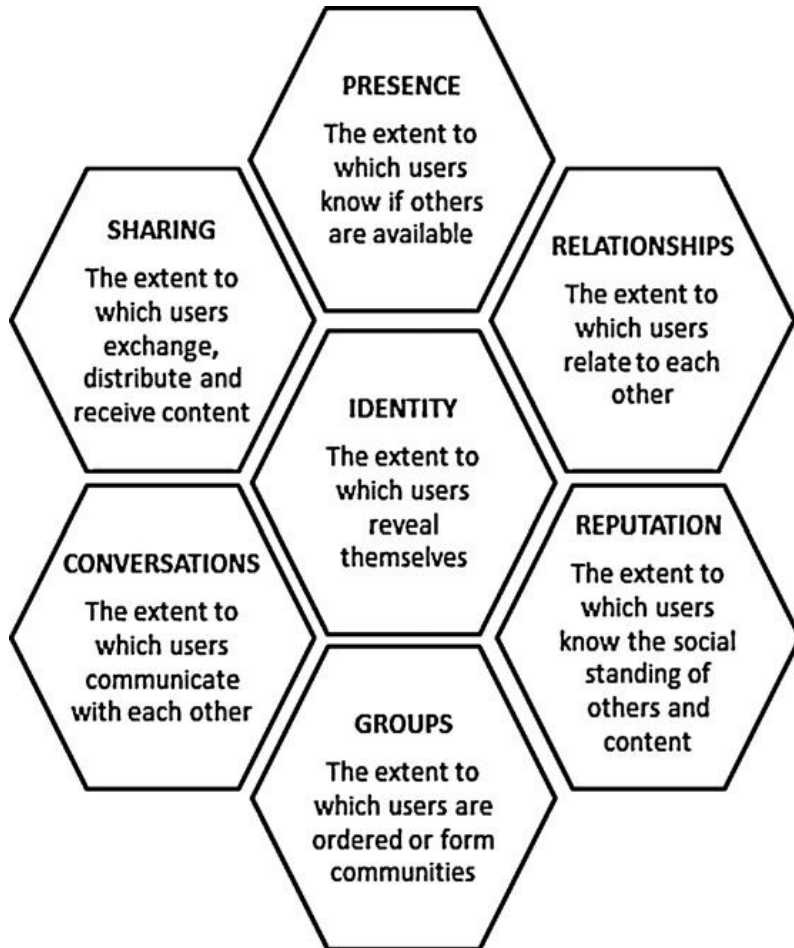 PRESENCE
The extent to
which users
know if others
are available
SHARING
The extent to
which users
exchange,
distribute and
receive content
RELATIONSHIPS
The extent to
which users
relate to each
other
IDENTITY
The extent to
which users
reveal
themselves
CONVERSATIONS
The extent to
which users
communicate
with each other
REPUTATION
The extent to
which users
know the social
standing of
others and
content
GROUPS
The extent to
which users are
ordered or form
communities